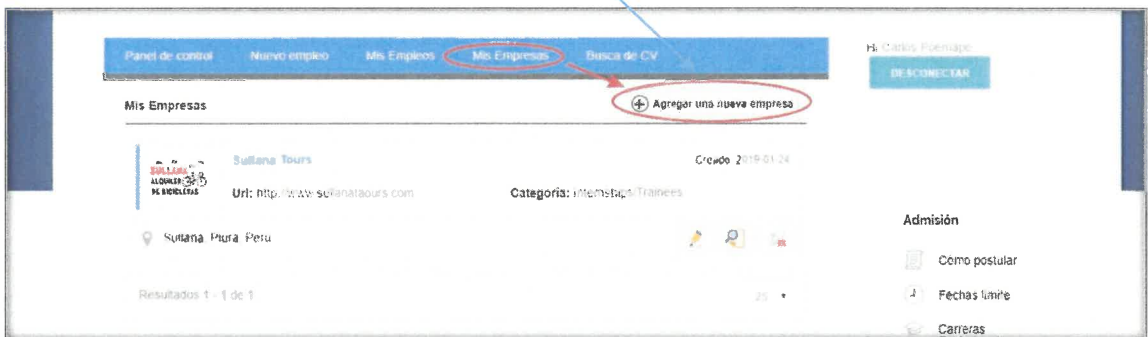 Panel de control Nuevo empleo Mis Empleos Mis Empresas Busca de CV
Hi Carlos
DESCONECTAR
Mis Empresas
Agregar una nueva empresa
Sullana Tours
Creado 2019-01-24
SULLANA
ALQUILER
DE BICICLETAS
Url: http://www.sullanataours.com
Categoria: Internships/Trainees
Sullana Piura Peru
Resultados 1 - 1 de 1
25
Admisión
Como postular
Fechas limite
Carreras